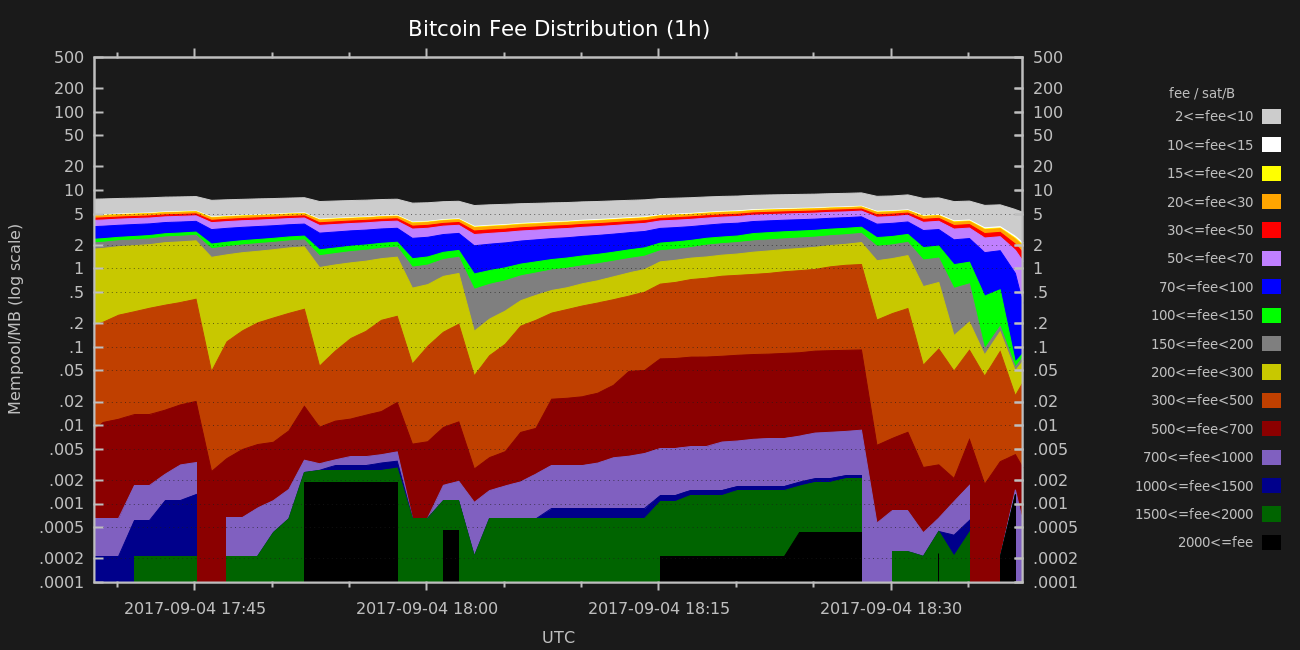 Bitcoin Fee Distribution (1h)
500
200
100
50
20
10
5
2
1
.5
.2
.1
.05
.02
.01
.005
.002
.001
.0005
.0002
.0001
Mempool/MB (log scale)
500
200
100
50
20
10
5
2
1
.5
.2
.1
.05
.02
.01
.005
.002
.001
.0005
.0002
.0001
2017-09-04 17:45
2017-09-04 18:00
2017-09-04 18:15
2017-09-04 18:30
UTC
fee / sat/B
2<=fee<10
10<=fee<15
15<=fee<20
20<=fee<30
30<=fee<50
50<=fee<70
70<=fee<100
100<=fee<150
150<=fee<200
200<=fee<300
300<=fee<500
500<=fee<700
700<=fee<1000
1000<=fee<1500
1500<=fee<2000
2000<=fee